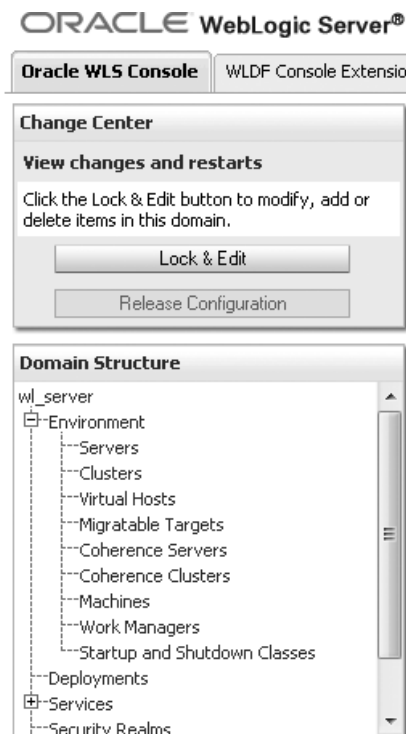 ORACLE WebLogic Server®
Oracle WLS Console WLDF Console Extensio
Change Center
View changes and restarts
Click the Lock & Edit button to modify, add or
delete items in this domain.
Lock & Edit
Release Configuration
Domain Structure
wl_server
Environment
Servers
Clusters
Virtual Hosts
Migratable Targets
Coherence Servers
Coherence Clusters
Machines
Work Managers
Startup and Shutdown Classes
Deployments
Services
Security Realms